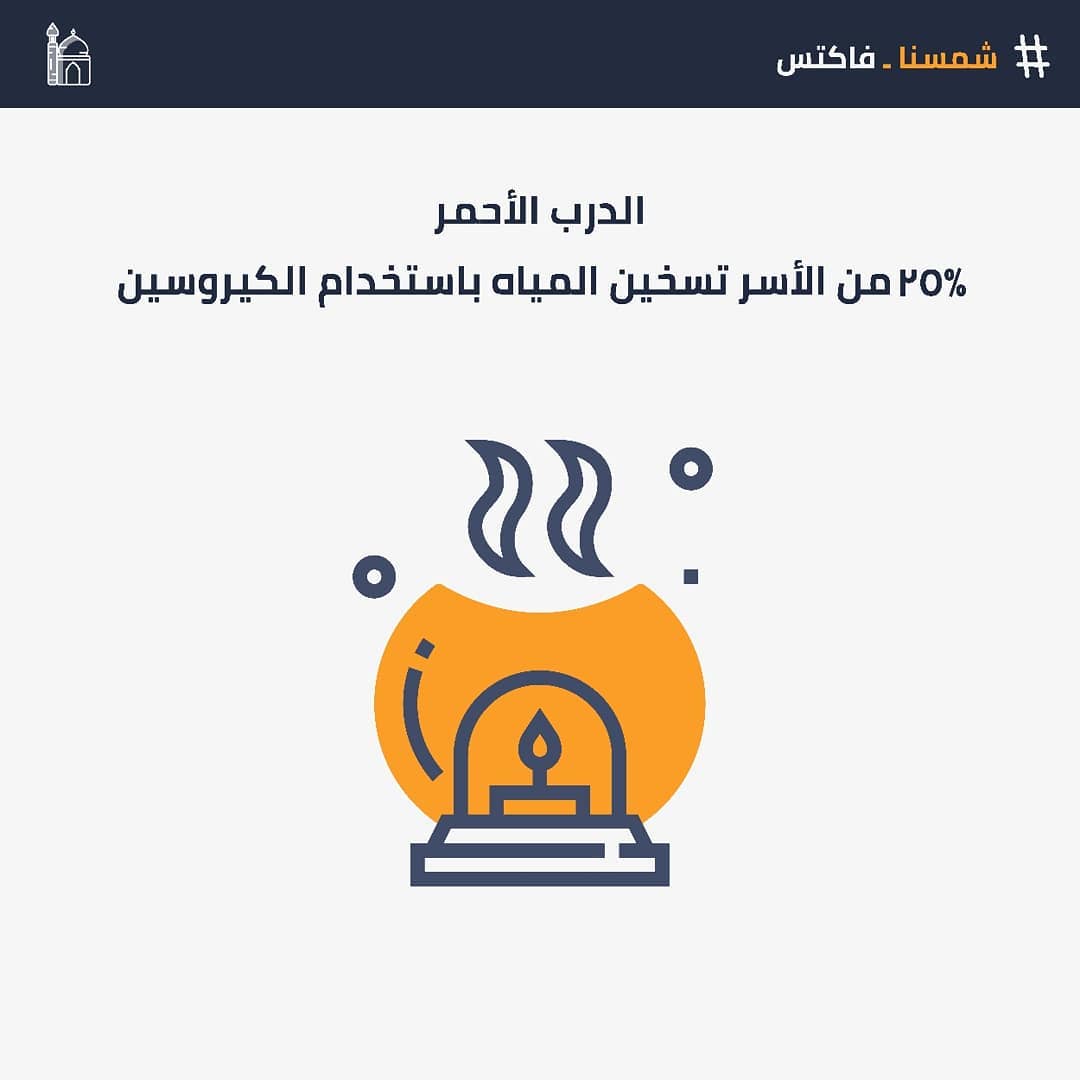 # شمسنا - فاكتس
الدرب الأحمر
٢٥% من الأسر تسخين المياه باستخدام الكيروسين